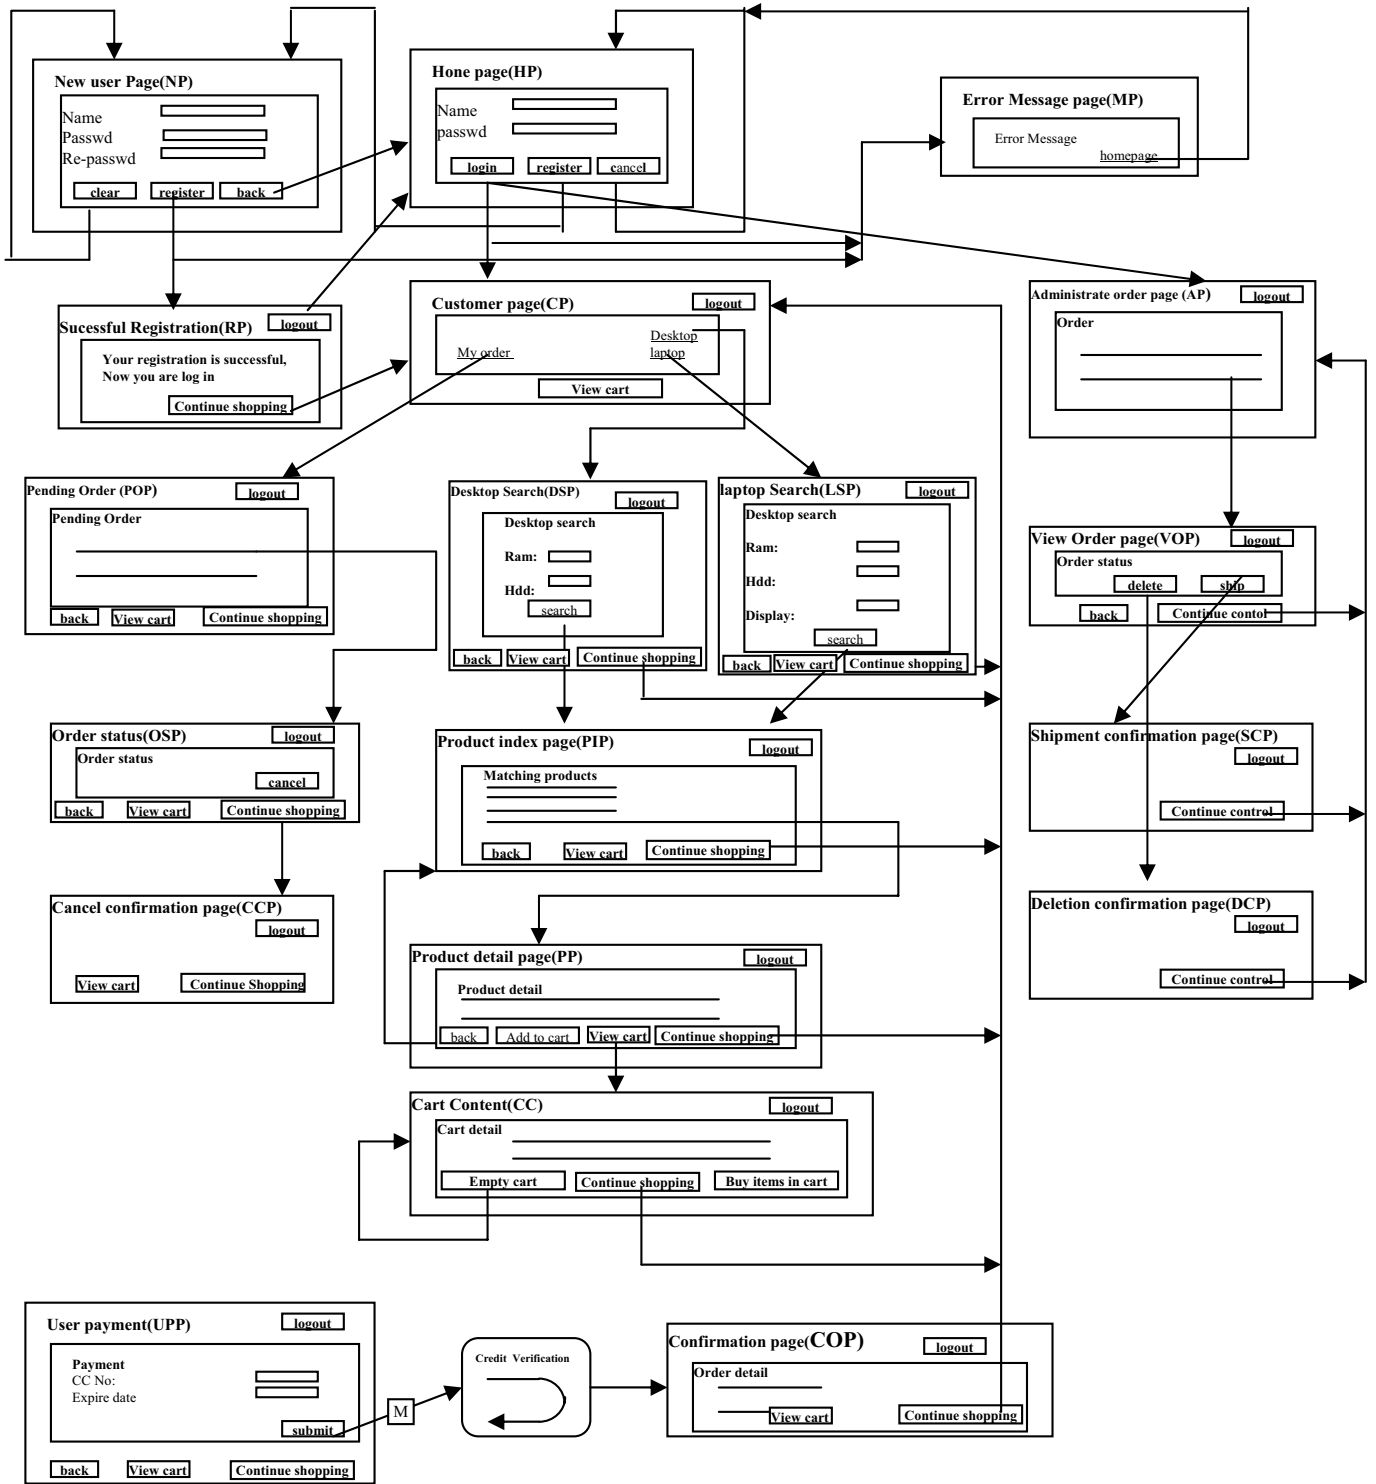 New user Page(NP)
Name
Passwd
Re-passwd
clear
register
back
Hone page(HP)
Name
passwd
login
register
cancel
Error Message page(MP)
Error Message
homepage
Sucessful Registration(RP)
logout
Your registration is successful,
Now you are log in
Continue shopping
Customer page(CP)
logout
Desktop
My order
laptop
View cart
Administrate order page (AP)
logout
Order
Pending Order (POP)
logout
Pending Order
back
View cart
Continue shopping
Desktop Search(DSP)
logout
Desktop search
Ram:
Hdd:
search
back
View cart
Continue shopping
laptop Search(LSP)
logout
Desktop search
Ram:
Hdd:
Display:
search
back
View cart
Continue shopping
View Order page(VOP)
logout
Order status
delete
ship
back
Continue contol
Order status(OSP)
logout
Order status
cancel
back
View cart
Continue shopping
Product index page(PIP)
logout
Matching products
back
View cart
Continue shopping
Shipment confirmation page(SCP)
logout
Continue control
Cancel confirmation page(CCP)
logout
View cart
Continue Shopping
Deletion confirmation page(DCP)
logout
Continue control
Product detail page(PP)
logout
Product detail
back
Add to cart
View cart
Continue shopping
Cart Content(CC)
logout
Cart detail
Empty cart
Continue shopping
Buy items in cart
User payment(UPP)
logout
Payment
CC No:
Expire date
submit
back
View cart
Continue shopping
M
Credit Verification
Confirmation page(COP)
logout
Order detail
View cart
Continue shopping